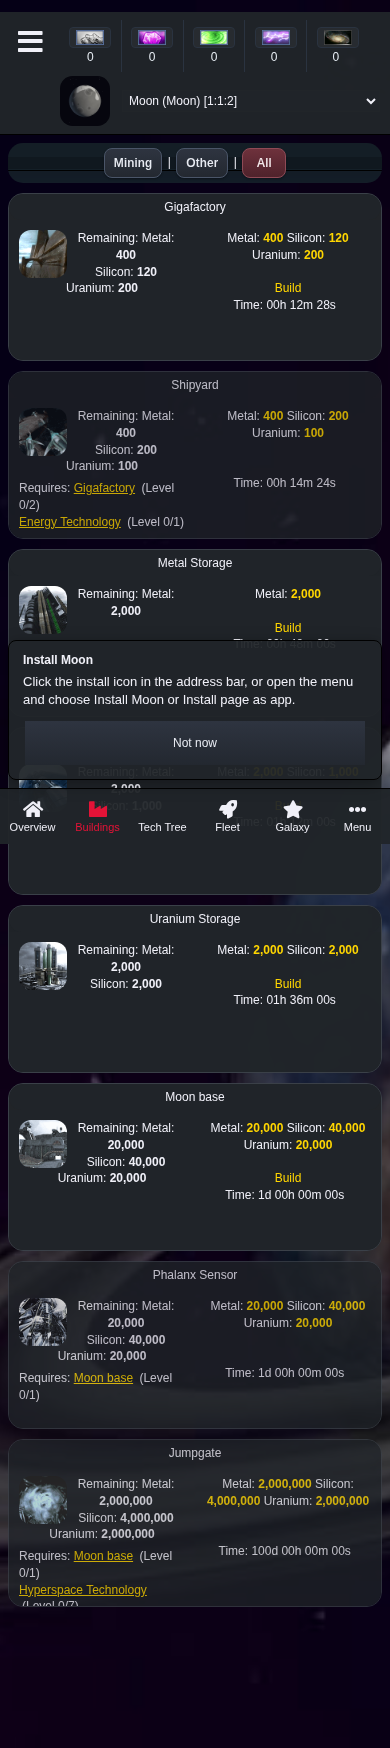 0 0 0 0 0
Moon (Moon) [1:1:2]
Mining | Other | All
Gigafactory
Remaining: Metal: 400
Silicon: 120
Uranium: 200
Metal: 400 Silicon: 120
Uranium: 200
Build
Time: 00h 12m 28s
Shipyard
Remaining: Metal: 400
Silicon: 200
Uranium: 100
Requires: Gigafactory (Level 0/2)
Energy Technology (Level 0/1)
Metal: 400 Silicon: 200
Uranium: 100
Time: 00h 14m 24s
Metal Storage
Remaining: Metal: 2,000
Metal: 2,000
Build
Install Moon
Click the install icon in the address bar, or open the menu
and choose Install Moon or Install page as app.
Not now
Overview Buildings Tech Tree Fleet Galaxy Menu
Uranium Storage
Remaining: Metal: 2,000
Silicon: 2,000
Metal: 2,000 Silicon: 2,000
Build
Time: 01h 36m 00s
Moon base
Remaining: Metal: 20,000
Silicon: 40,000
Uranium: 20,000
Metal: 20,000 Silicon: 40,000
Uranium: 20,000
Build
Time: 1d 00h 00m 00s
Phalanx Sensor
Remaining: Metal: 20,000
Silicon: 40,000
Uranium: 20,000
Requires: Moon base (Level 0/1)
Metal: 20,000 Silicon: 40,000
Uranium: 20,000
Time: 1d 00h 00m 00s
Jumpgate
Remaining: Metal: 2,000,000
Silicon: 4,000,000
Uranium: 2,000,000
Requires: Moon base (Level 0/1)
Hyperspace Technology
(Level 0/7)
Metal: 2,000,000 Silicon: 4,000,000 Uranium: 2,000,000
Time: 100d 00h 00m 00s